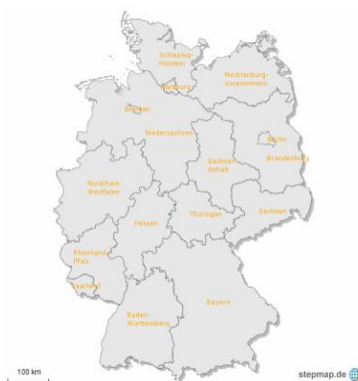 Schleswig-
Holstein
Mecklenburg-
Vorpommern
Hamburg
Bremen
Niedersachsen
Berlin
Brandenburg
Sachsen
Anhalt
Nordrhein-
Westfalen
Sachsen
Thüringen
Hessen
Rheinland-
Pfals
Saarland
Bayern
Baden-
Württemberg
100 km
stepmap.de